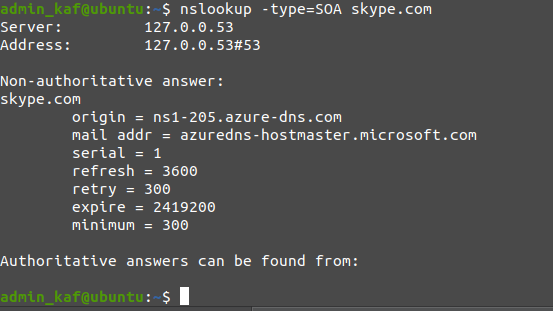 admin_kaf@ubuntu:~$ nslookup -type=SOA skype.com
Server:         127.0.0.53
Address:        127.0.0.53#53
Non-authoritative answer:
skype.com
        origin = ns1-205.azure-dns.com
        mail addr = azuredns-hostmaster.microsoft.com
        serial = 1
        refresh = 3600
        retry = 300
        expire = 2419200
        minimum = 300
Authoritative answers can be found from:
admin_kaf@ubuntu:~$